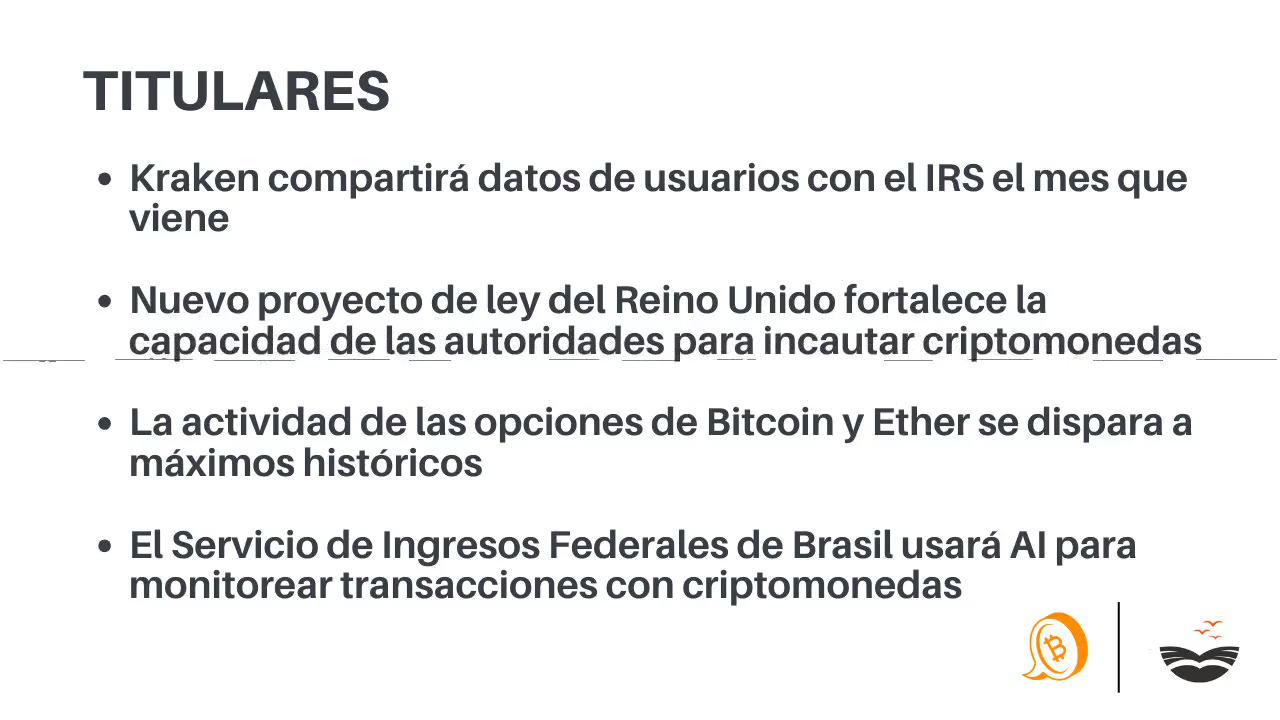 TITULARES
• Kraken compartirá datos de usuarios con el IRS el mes que
viene
• Nuevo proyecto de ley del Reino Unido fortalece la
capacidad de las autoridades para incautar criptomonedas
• La actividad de las opciones de Bitcoin y Ether se dispara a
máximos históricos
• El Servicio de Ingresos Federales de Brasil usará AI para
monitorear transacciones con criptomonedas